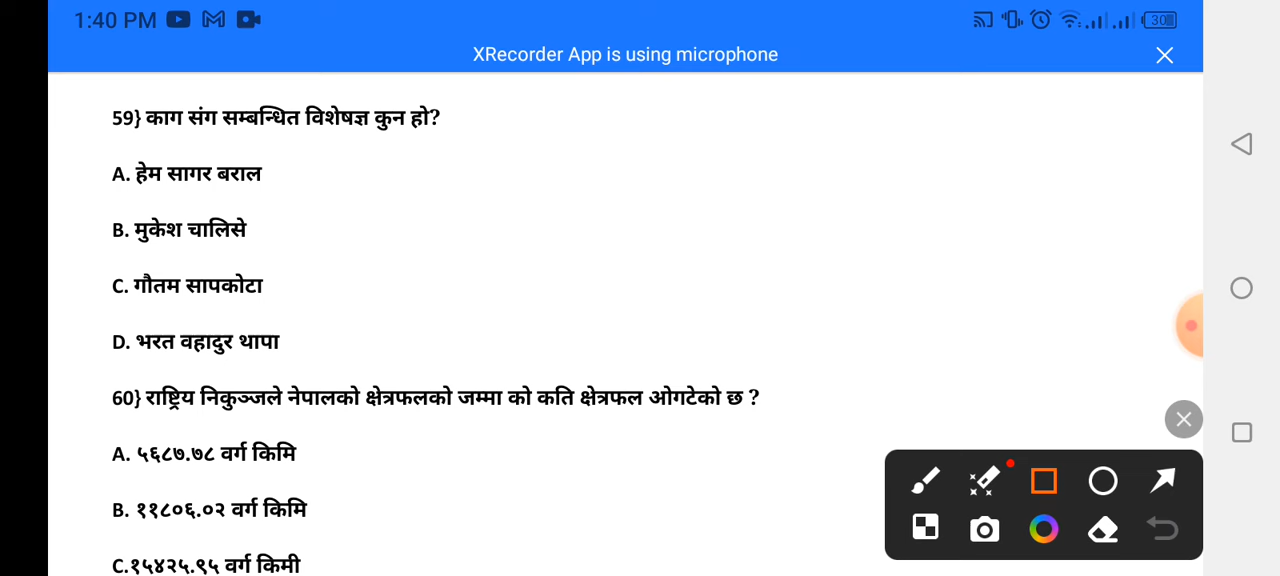 1:40 PM
30
XRecorder App is using microphone
59} काग संग सम्बन्धित विशेषज्ञ कुन हो?
A. हेम सागर बराल
B. मुकेश चालिसे
C. गौतम सापकोटा
D. भरत वहादुर थापा
60} राष्ट्रिय निकुञ्जले नेपालको क्षेत्रफलको जम्मा को कति क्षेत्रफल ओगटेको छ ?
A. ५६८७.७८ वर्ग किमि
B. ११८०६.०२ वर्ग किमि
C.१५४२५.९५ वर्ग किमी